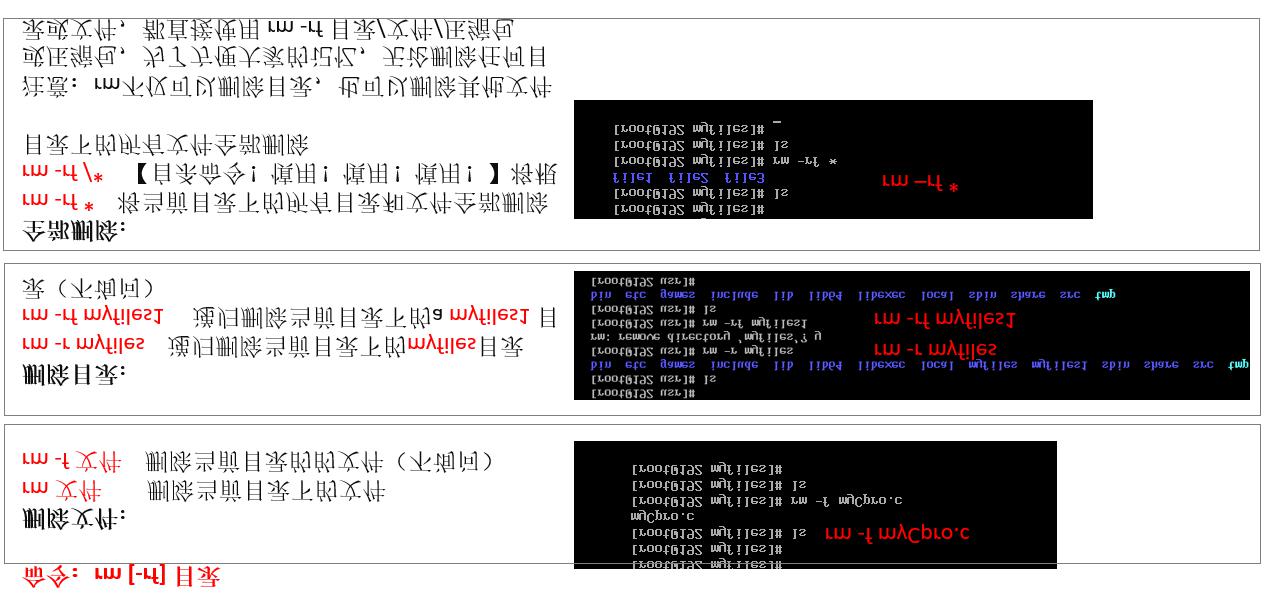 命令：rm [-rf] 目录
删除文件：
rm 文件 删除当前目录下的文件
rm -f 文件 删除当前目录的的文件（不询问）
[root@192 myfiles]#
[root@192 myfiles]#
[root@192 myfiles]# ls
rm -f myCpro.c
myCpro.c
[root@192 myfiles]# rm -f myCpro.c
[root@192 myfiles]# ls
[root@192 myfiles]#
删除目录：
rm -r myfiles 递归删除当前目录下的myfiles目录
rm -rf myfiles1 递归删除当前目录下的a myfiles1 目
录（不询问）
[root@192 usr]#
[root@192 usr]# ls
bin etc games include lib lib64 libexec local myfiles myfiles1 sbin share src tmp
[root@192 usr]# rm -r myfiles
rm -r myfiles
rm: remove directory 'myfiles'? y
[root@192 usr]# rm -rf myfiles1
rm -rf myfiles1
[root@192 usr]# ls
bin etc games include lib lib64 libexec local sbin share src tmp
[root@192 usr]#
全部删除：
rm -rf * 将当前目录下的所有目录和文件全部删除
rm -rf /* 【自杀命令！慎用！慎用！慎用！】将根
目录下的所有文件全部删除
注意：rm不仅可以删除目录，也可以删除其他文件
或压缩包，为了方便大家的记忆，无论删除任何目
录或文件，都直接使用 rm -rf 目录\文件\压缩包
[root@192 myfiles]#
[root@192 myfiles]# ls
file1 file2 file3
rm –rf *
[root@192 myfiles]# rm -rf *
[root@192 myfiles]# ls
[root@192 myfiles]# _